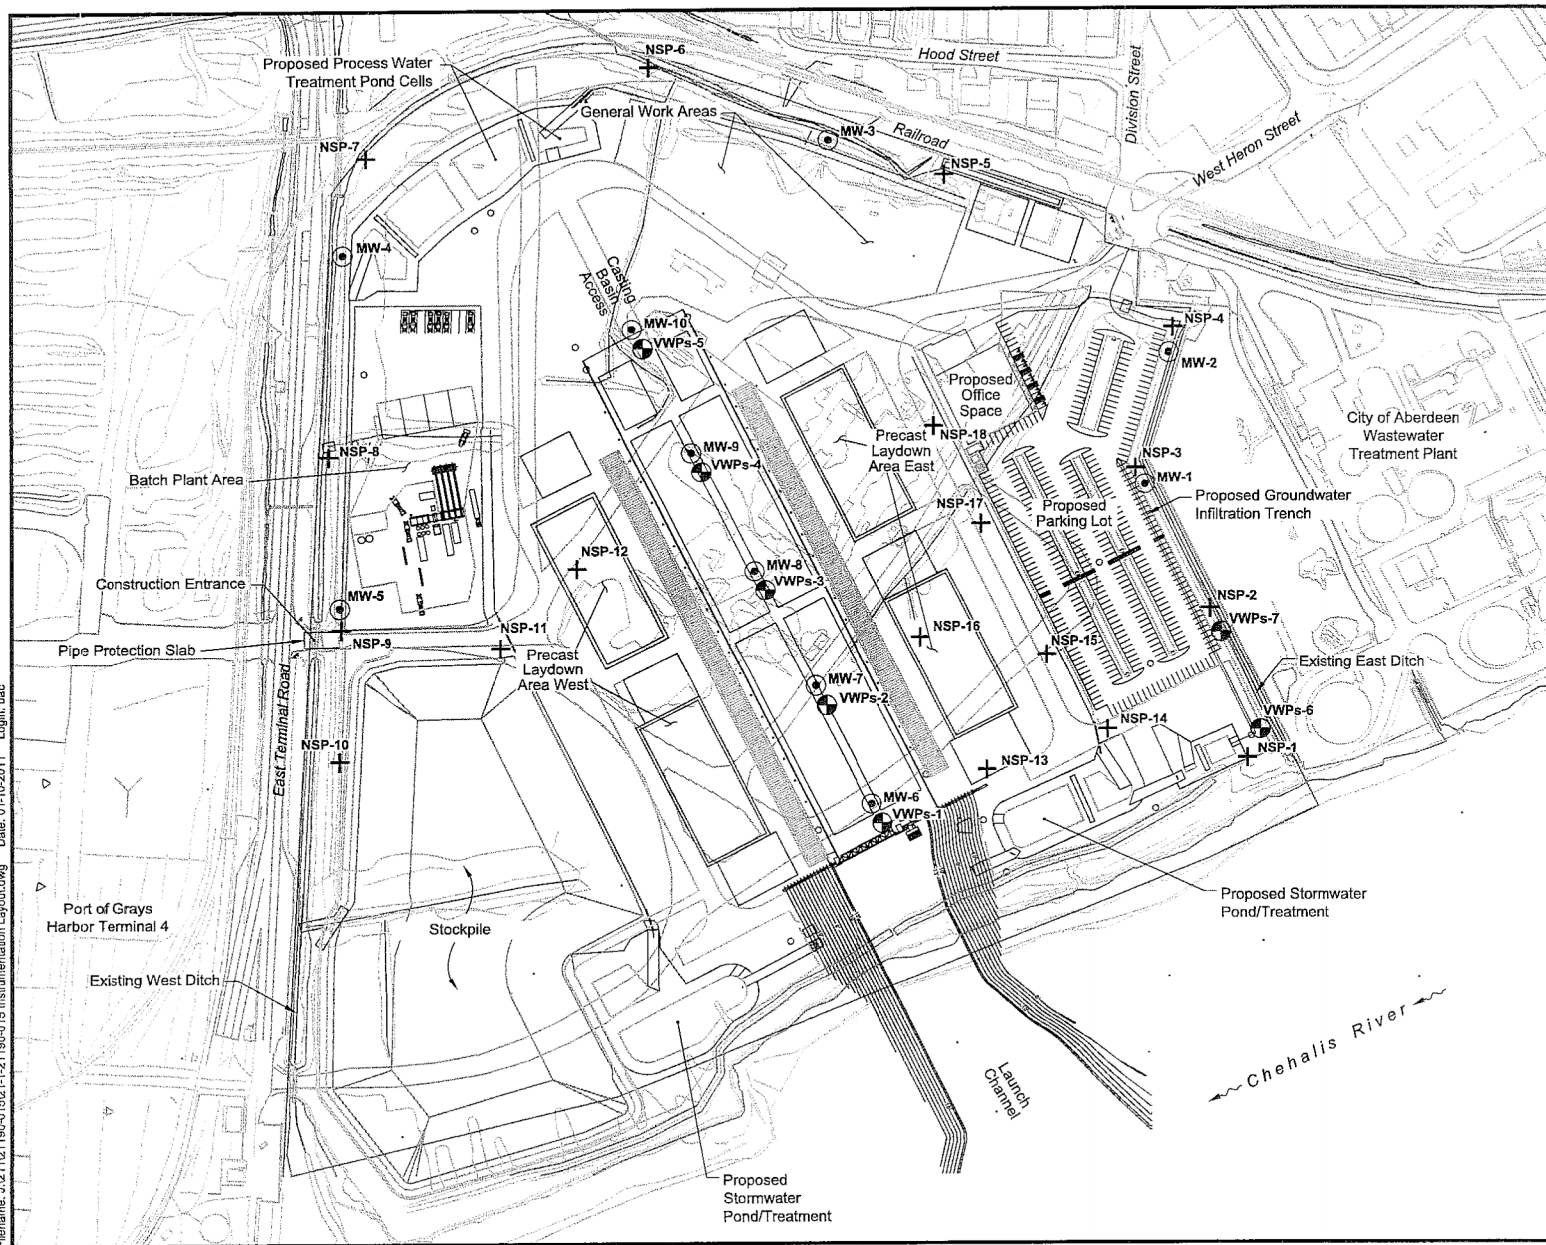 Hood Street
Division Street
NSP-6
Proposed Process Water
Treatment Pond Cells
General Work Areas
MW-3
Railroad
West Heron Street
NSP-7
NSP-5
MW-4
Casting
Basin
Access
MW-10
VWPs-5
NSP-4
MW-2
Proposed
Office
Space
City of Aberdeen
Wastewater
Treatment Plant
Precast
Laydown
Area East
NSP-18
NSP-8
Batch Plant Area
MW-9
VWPs-4
NSP-3
MW-1
Proposed Groundwater
Infiltration Trench
Proposed
Parking Lot
NSP-17
NSP-12
Construction Entrance
MW-8
VWPs-3
MW-5
NSP-2
VWPs-7
NSP-11
NSP-16
NSP-9
Pipe Protection Slab
NSP-15
Precast
Laydown
Area West
Existing East Ditch
MW-7
VWPs-2
East Terminal Road
NSP-10
NSP-14
VWPs-6
NSP-1
NSP-13
MW-6
VWPs-1
Proposed Stormwater
Pond/Treatment
Port of Grays
Harbor Terminal 4
Stockpile
Existing West Ditch
Chehalis River
Launch
Channel
Proposed
Stormwater
Pond/Treatment
Date: 01-10-2011 Login: dac